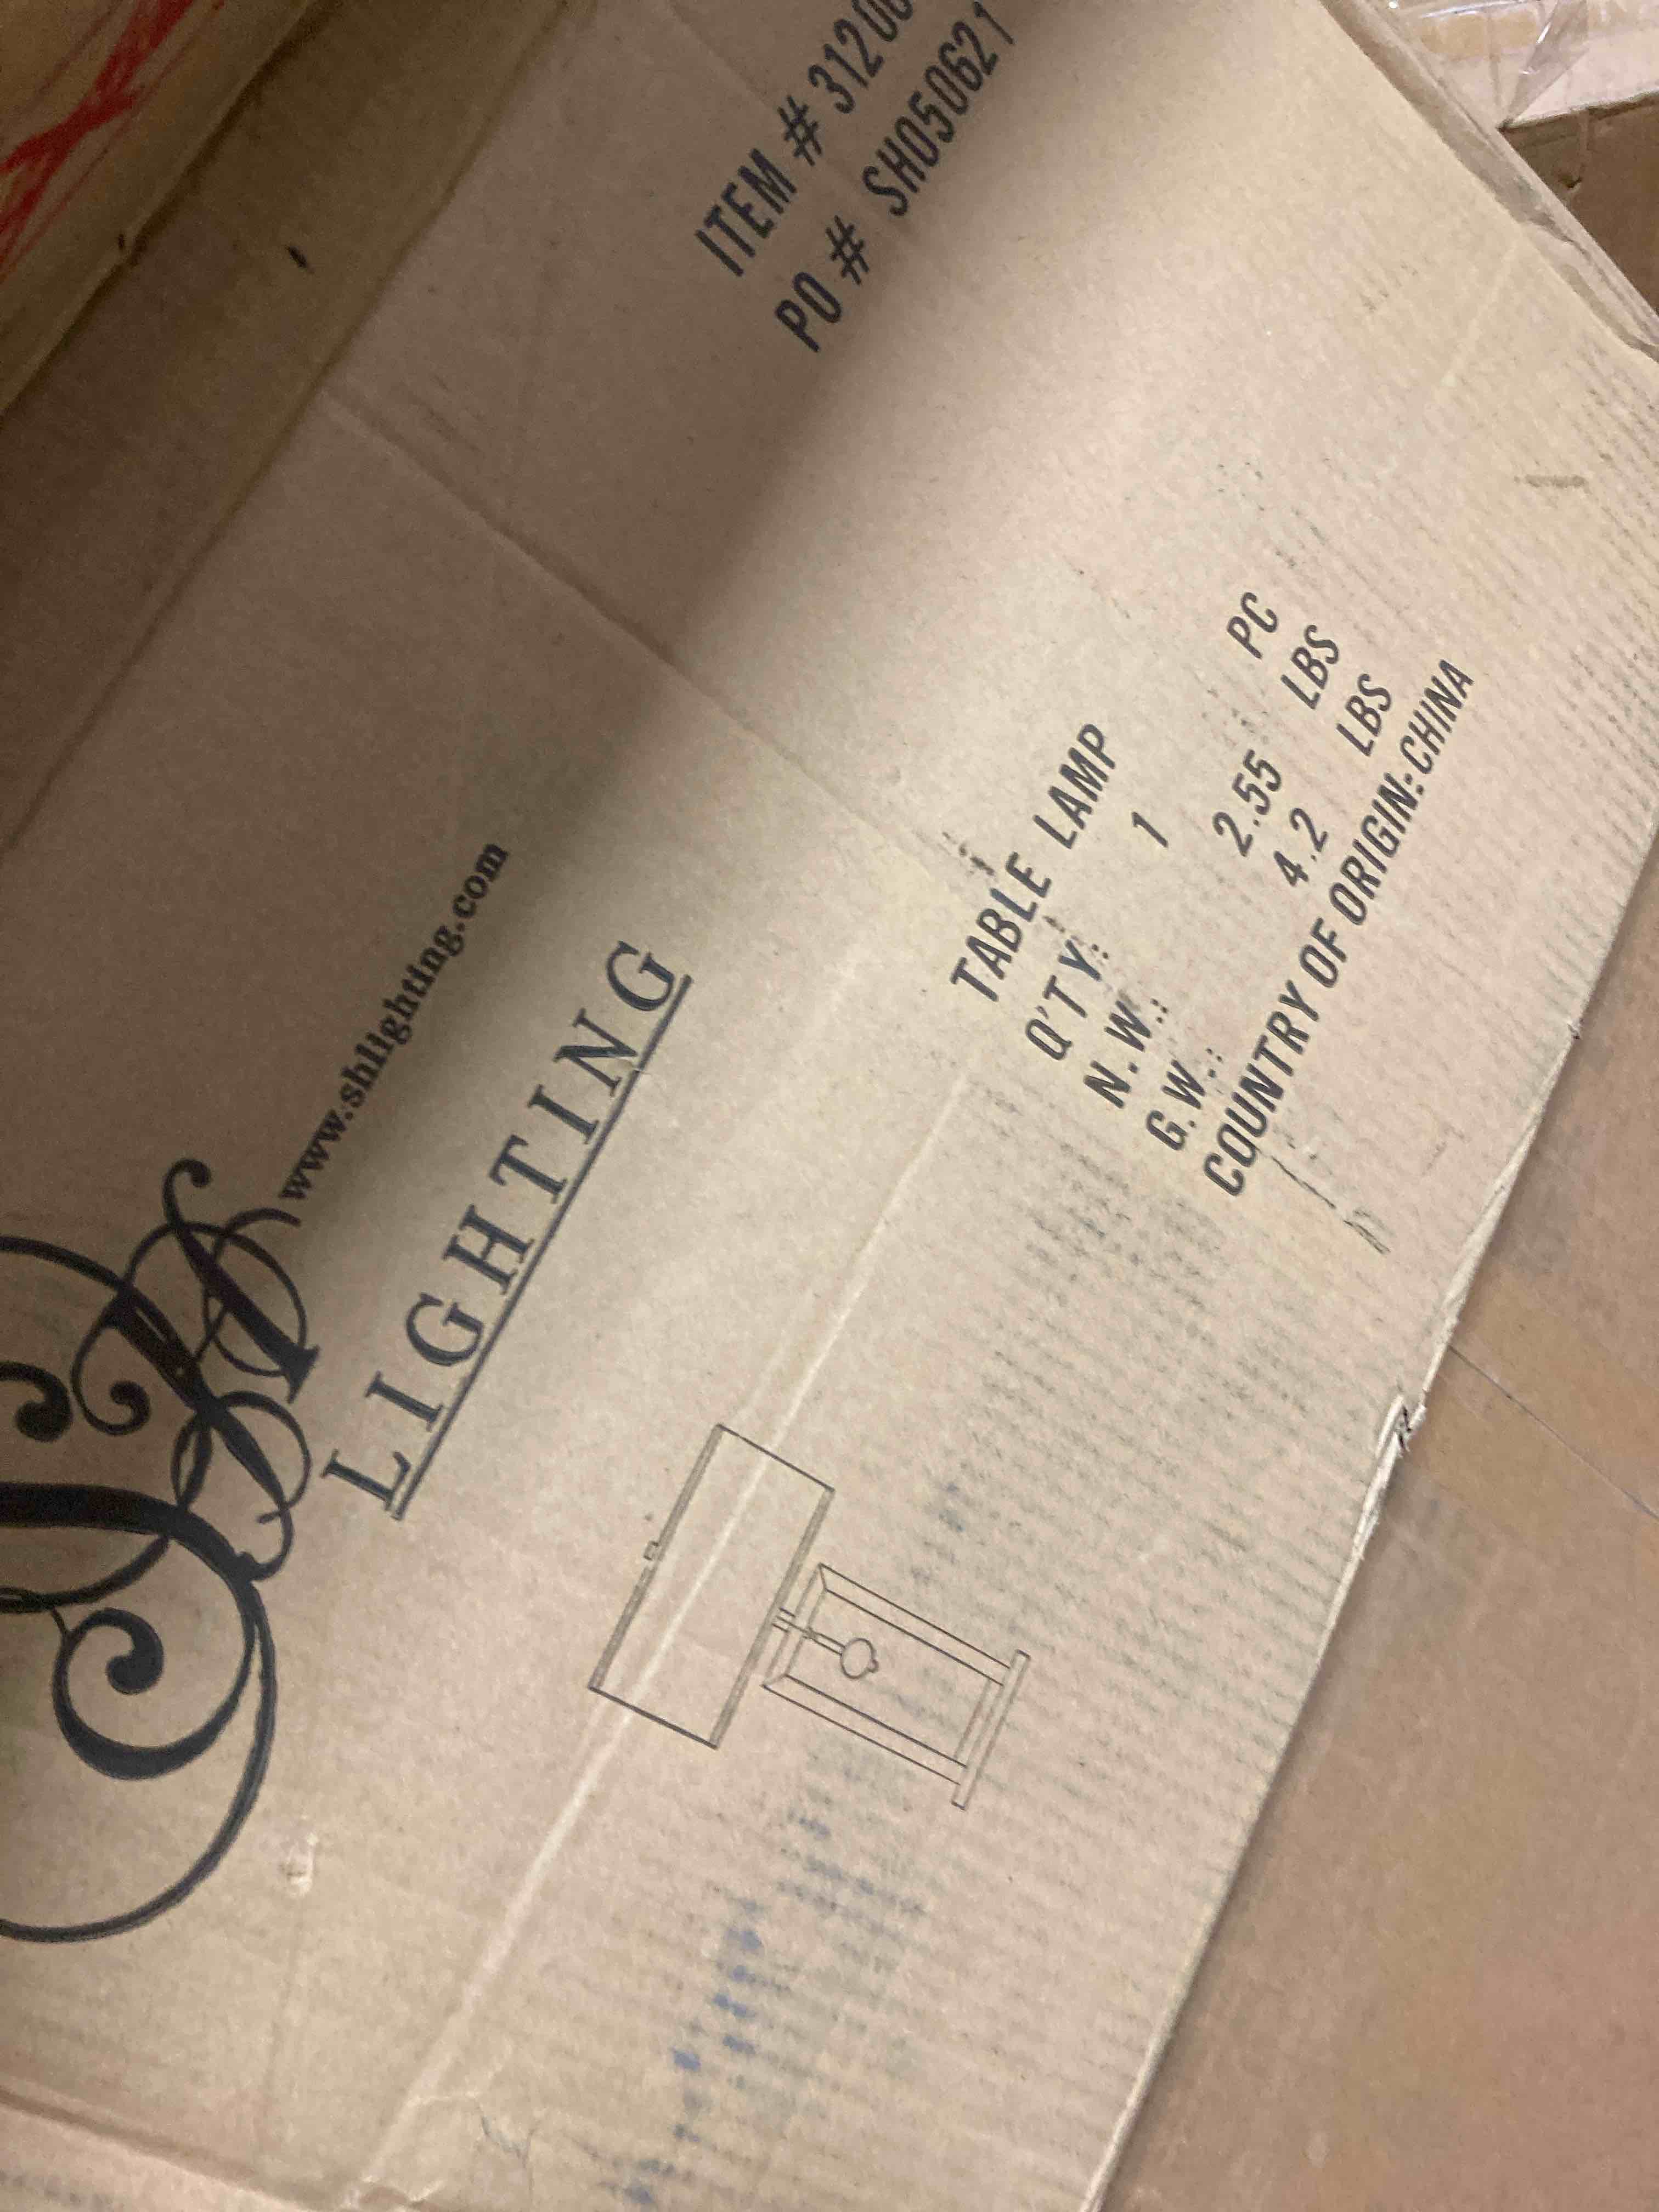 SH
www.shlighting.com
LIGHTING
ITEM #
PO # SH050621
TABLE LAMP
Q'TY.: 1 PC
N.W.: 2.55 LBS
G.W.: 4.2 LBS
COUNTRY OF ORIGIN: CHINA